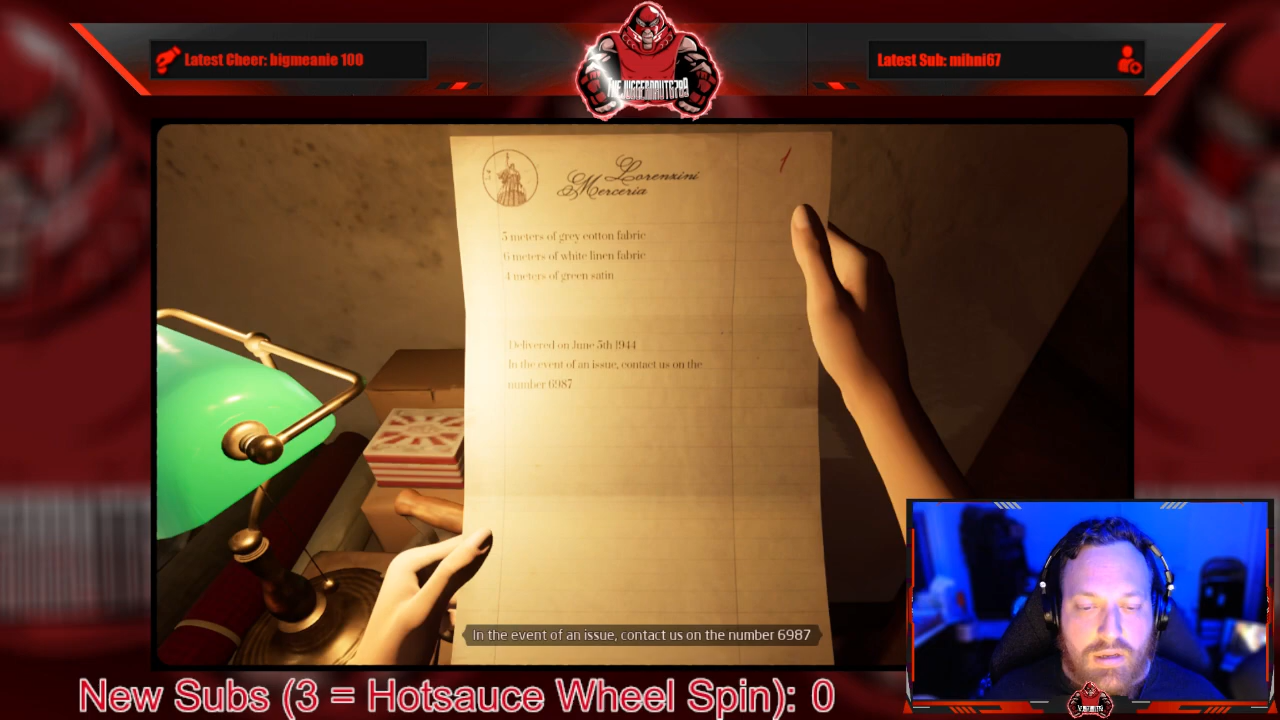 Latest Cheer: bigmeanie 100
Latest Sub: mihni67
THEJUGGERNAUT6789
1
Lorenzini
Merceria
5 meters of grey cotton fabric
6 meters of white linen fabric
4 meters of green satin
Delivered on June 5th 1944
In the event of an issue, contact us on the
number 6987
In the event of an issue, contact us on the number 6987
New Subs (3 = Hotsauce Wheel Spin): 0